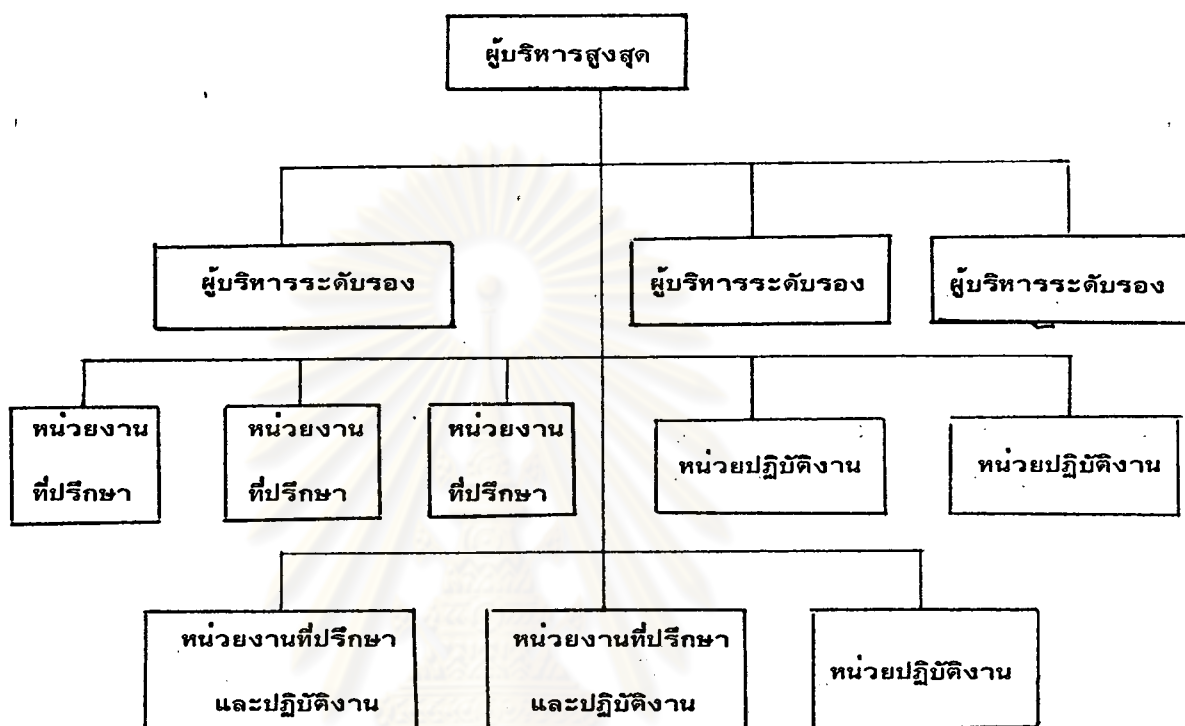 ผู้บริหารสูงสุด
ผู้บริหารระดับรอง
ผู้บริหารระดับรอง
ผู้บริหารระดับรอง
หน่วยงาน
ที่ปรึกษา
หน่วยงาน
ที่ปรึกษา
หน่วยงาน
ที่ปรึกษา
หน่วยปฏิบัติงาน
หน่วยปฏิบัติงาน
หน่วยงานที่ปรึกษา
และปฏิบัติงาน
หน่วยงานที่ปรึกษา
และปฏิบัติงาน
หน่วยปฏิบัติงาน